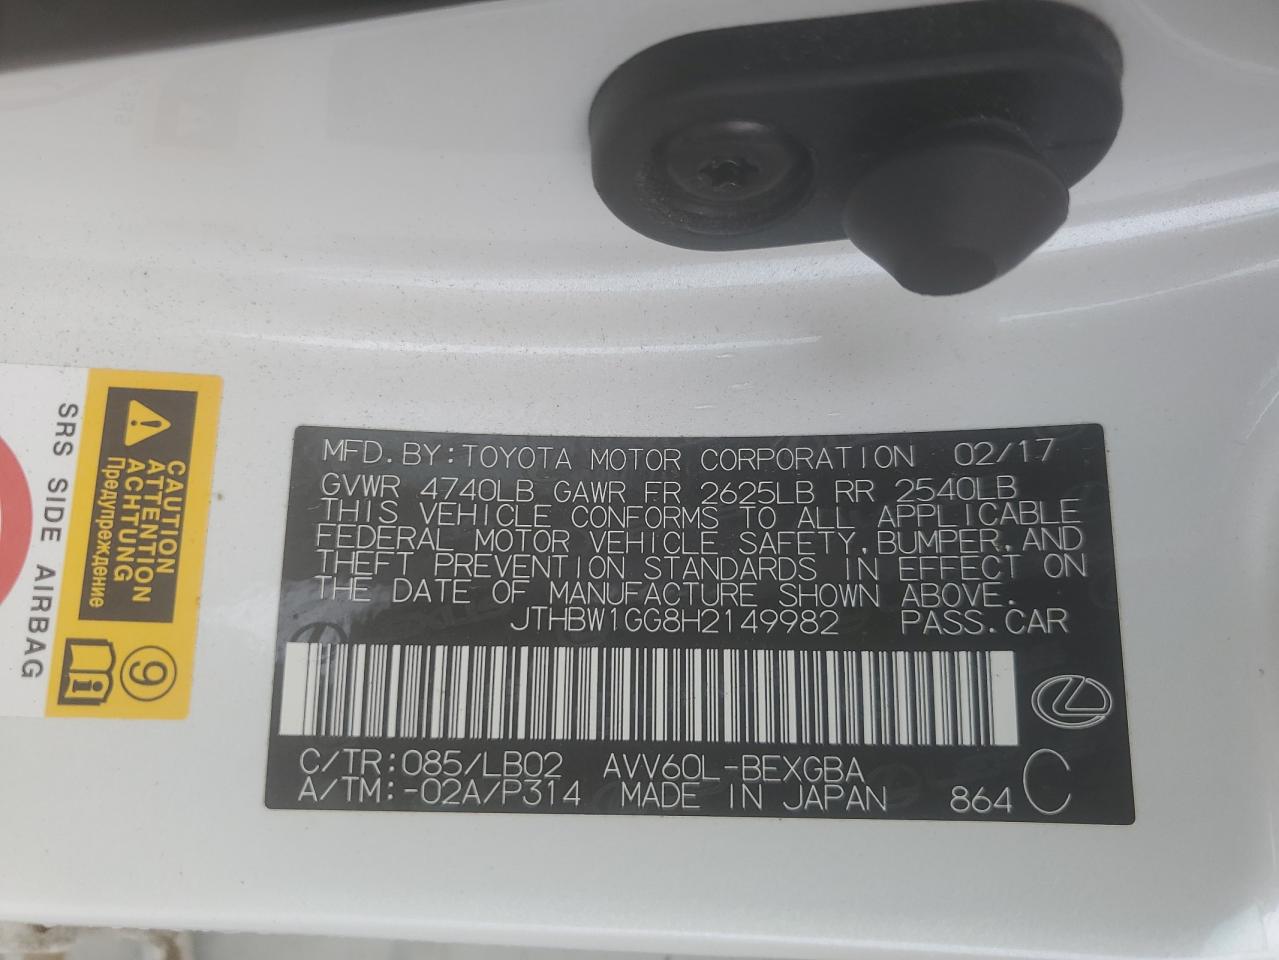 MFD.BY:TOYOTA MOTOR CORPORATION 02/17
GVWR 4740LB GAWR FR 2625LB RR 2540LB
THIS VEHICLE CONFORMS TO ALL APPLICABLE
FEDERAL MOTOR VEHICLE SAFETY,BUMPER,AND
THEFT PREVENTION STANDARDS IN EFFECT ON
THE DATE OF MANUFACTURE SHOWN ABOVE.
JTHBW1GG8H2149982 PASS.CAR
C/TR:085/LB02 AVV60L-BEXGBA
A/TM:-02A/P314 MADE IN JAPAN 864 C
CAUTION
ATTENTION
ACHTUNG
Предупреждение
9
SRS SIDE AIRBAG